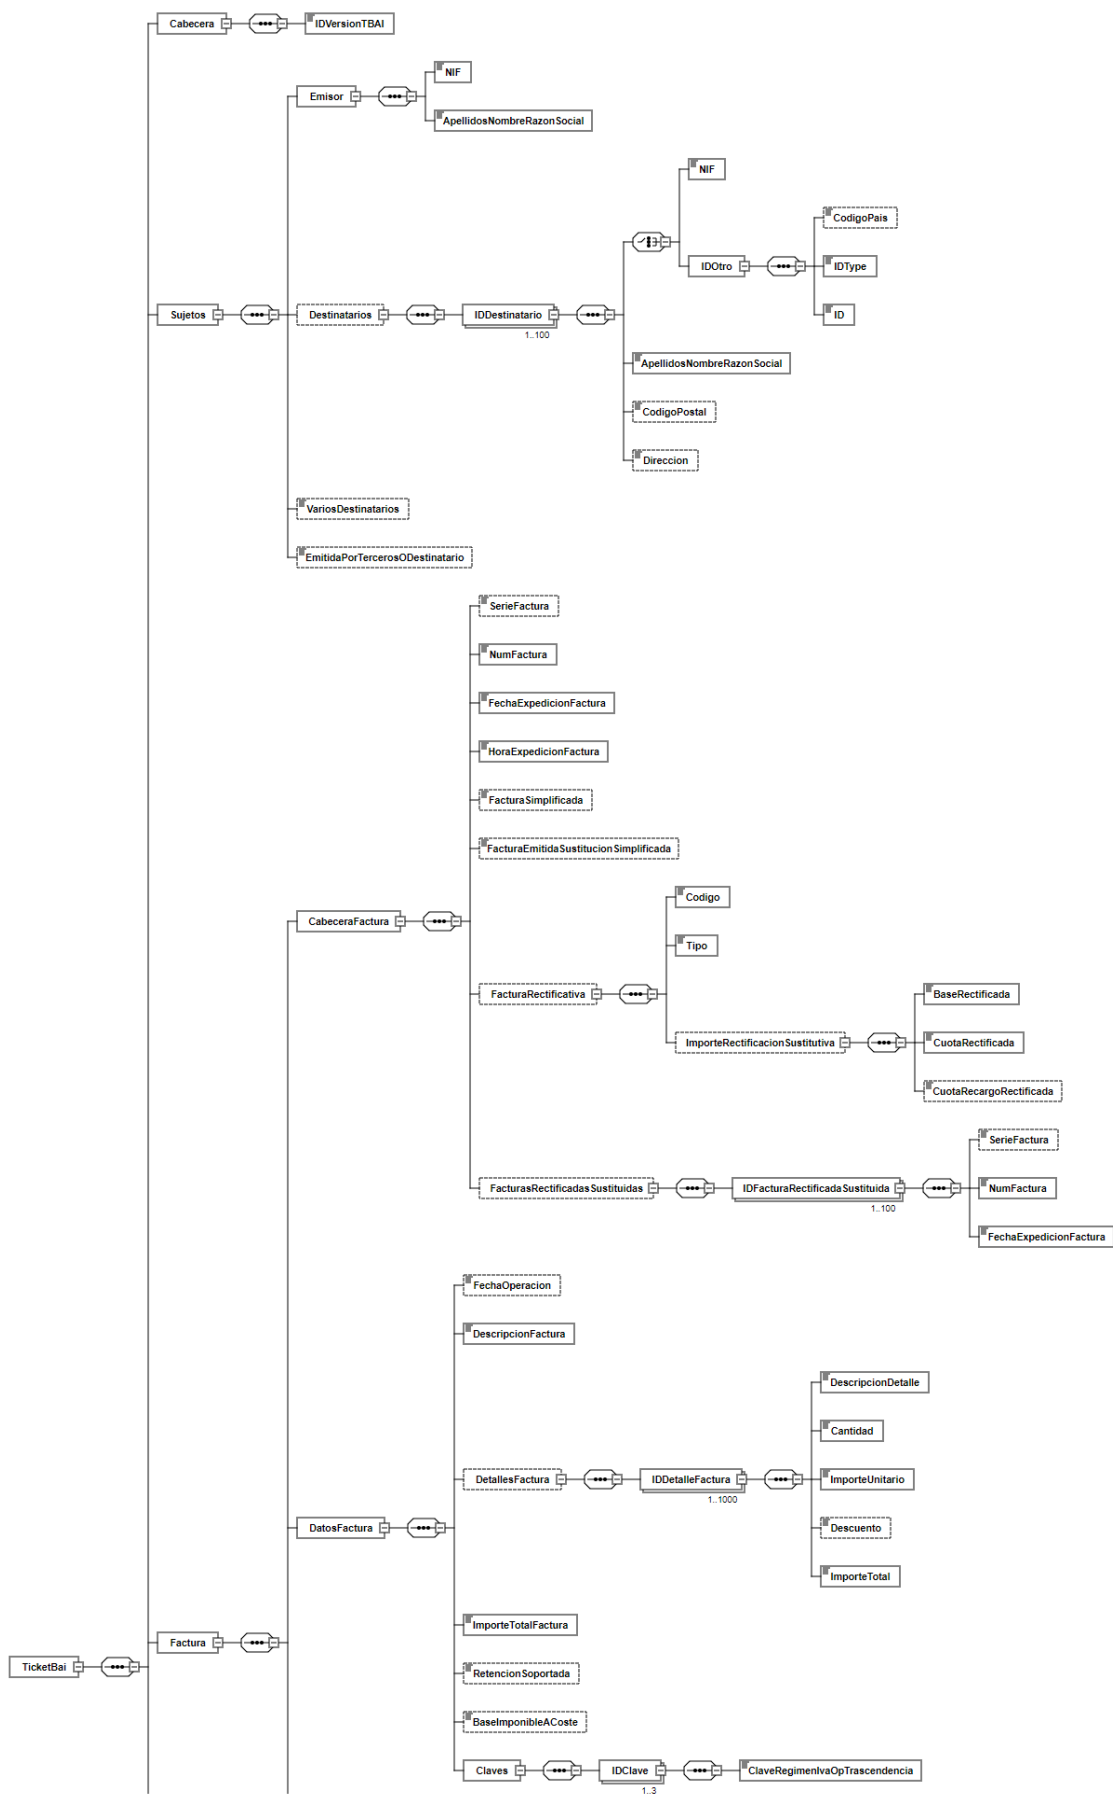 Cabecera
IDVersionTBAI
NIF
Emisor
ApellidosNombreRazonSocial
NIF
CodigoPais
IDOtro
IDType
Sujetos
Destinatarios
IDDestinatario
ID
1..100
ApellidosNombreRazonSocial
CodigoPostal
Direccion
VariosDestinatarios
EmitidaPorTercerosODestinatario
SerieFactura
NumFactura
FechaExpedicionFactura
HoraExpedicionFactura
FacturaSimplificada
FacturaEmitidaSustitucionSimplificada
Codigo
CabeceraFactura
Tipo
FacturaRectificativa
BaseRectificada
ImporteRectificacionSustitutiva
CuotaRectificada
CuotaRecargoRectificada
SerieFactura
FacturasRectificadasSustituidas
IDFacturaRectificadaSustituida
NumFactura
1..100
FechaExpedicionFactura
FechaOperacion
DescripcionFactura
DescripcionDetalle
Cantidad
DetallesFactura
IDDetalleFactura
ImporteUnitario
1..1000
DatosFactura
Descuento
ImporteTotal
ImporteTotalFactura
Factura
TicketBai
RetencionSoportada
BaseImponibleACoste
Claves
IDClave
ClaveRegimenIvaOpTrascendencia
1..3